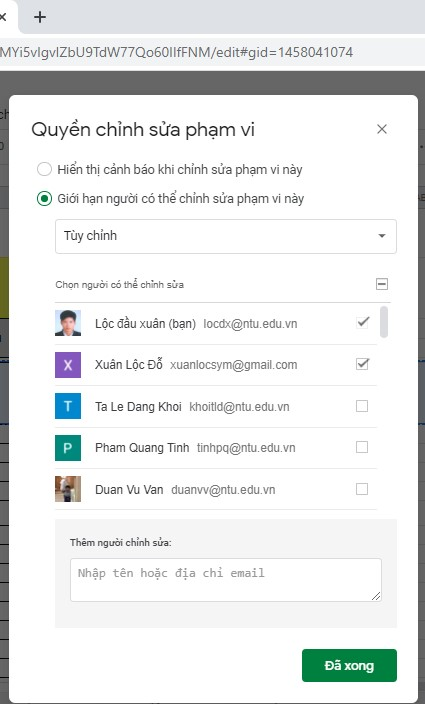 MYi5vIgvIZbU9TdW77Qo60IlfFNM/edit#gid=1458041074
Quyền chỉnh sửa phạm vi
Hiển thị cảnh báo khi chỉnh sửa phạm vi này
Giới hạn người có thể chỉnh sửa phạm vi này
Tùy chỉnh
Chọn người có thể chỉnh sửa
Lộc đầu xuân (bạn) locdx@ntu.edu.vn
X Xuân Lộc Đỗ xuanlocsym@gmail.com
T Ta Le Dang Khoi khoitld@ntu.edu.vn
P Pham Quang Tinh tinhpq@ntu.edu.vn
Duan Vu Van duanvv@ntu.edu.vn
Thêm người chỉnh sửa:
Nhập tên hoặc địa chỉ email
Đã xong